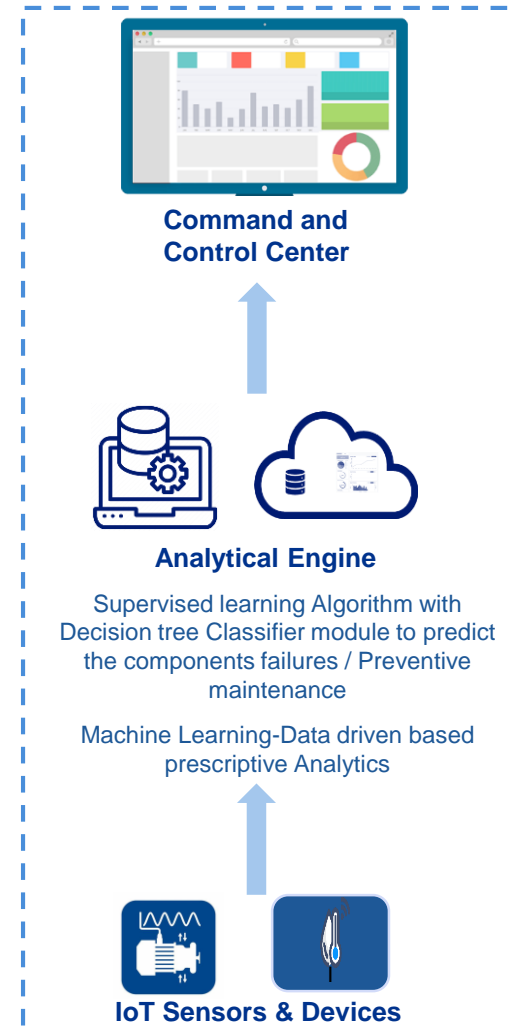 Command and
Control Center
Analytical Engine
Supervised learning Algorithm with
Decision tree Classifier module to predict
the components failures / Preventive
maintenance
Machine Learning-Data driven based
prescriptive Analytics
IoT Sensors & Devices